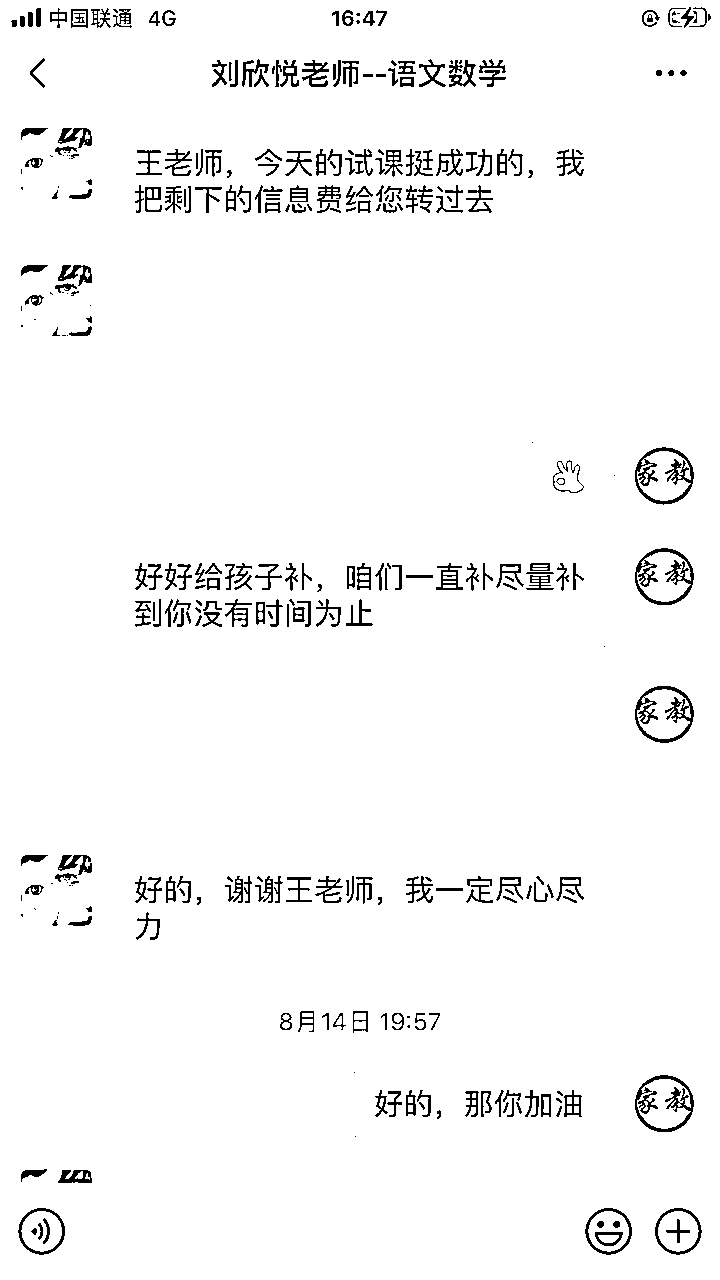 中国联通 4G 16:47
刘欣悦老师--语文数学
王老师，今天的试课挺成功的，我
把剩下的信息费给您转过去
家教
好好给孩子补，咱们一直补尽量补
到你没有时间为止
家教
家教
好的，谢谢王老师，我一定尽心尽
力
8月14日 19:57
好的，那你加油
家教